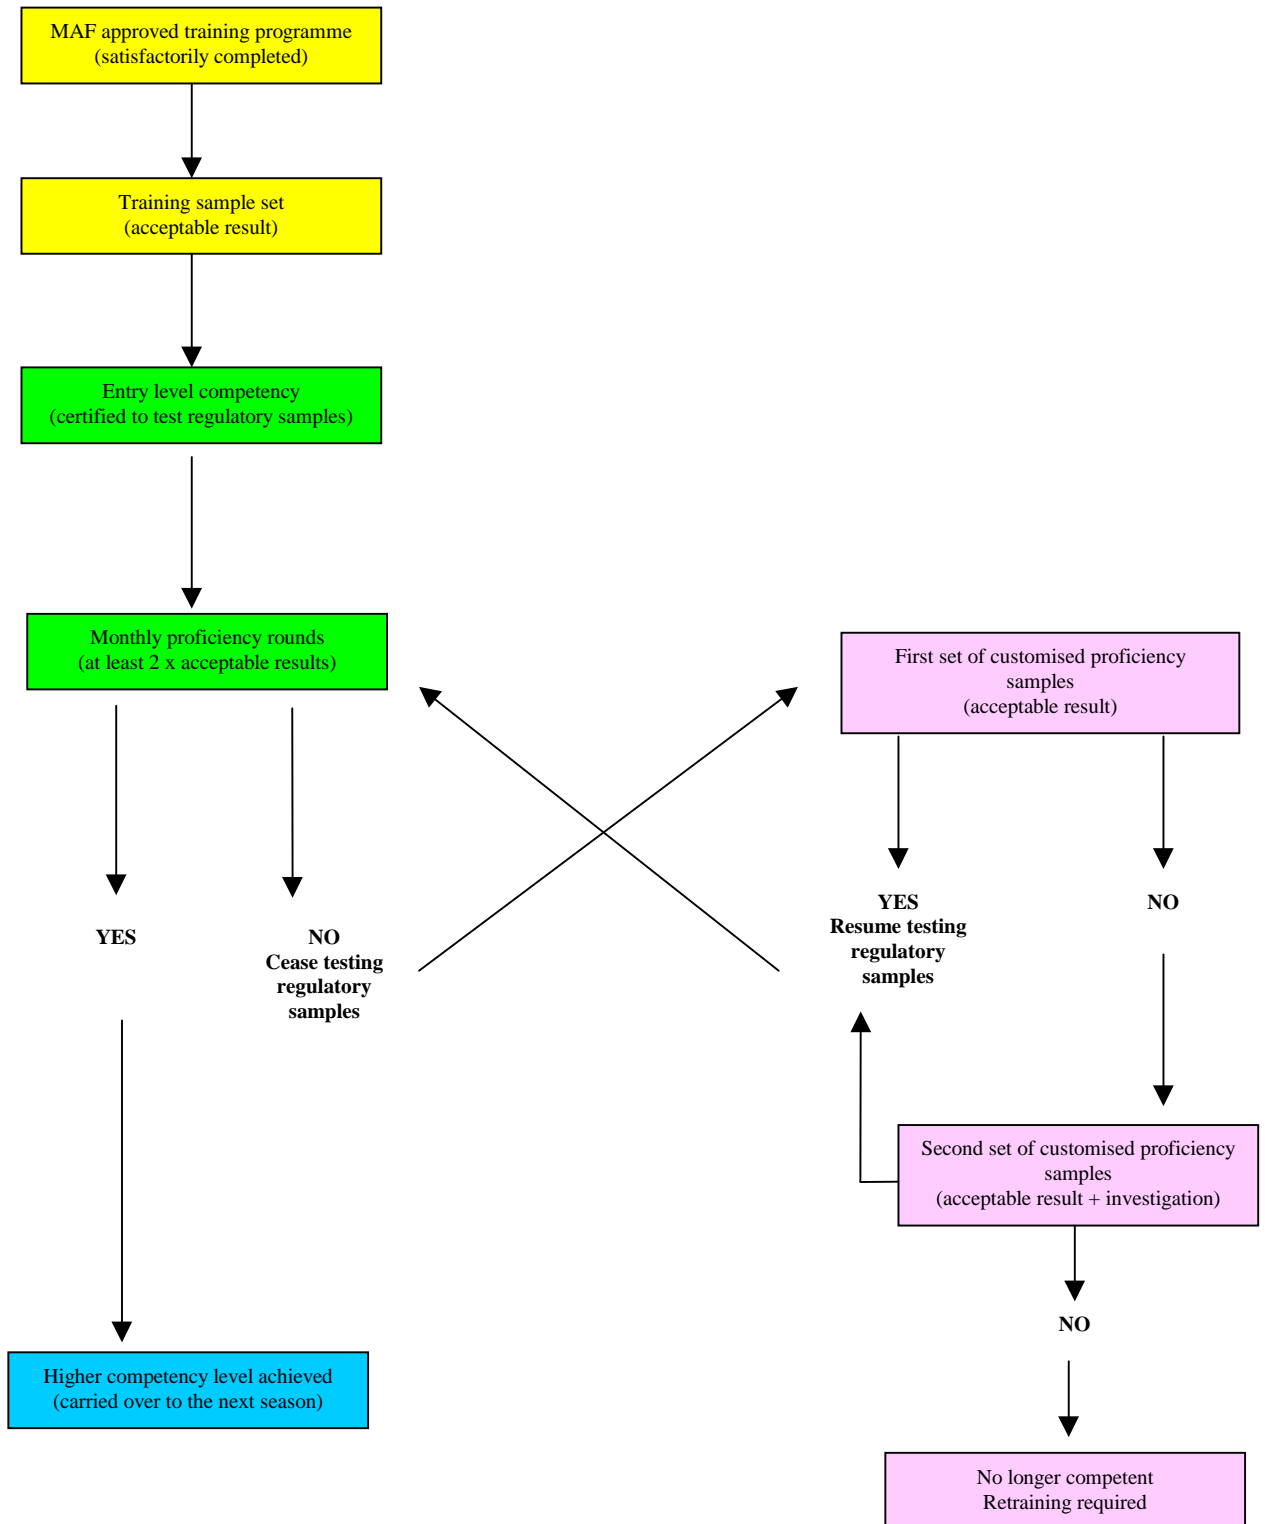 MAF approved training programme
(satisfactorily completed)
Training sample set
(acceptable result)
Entry level competency
(certified to test regulatory samples)
Monthly proficiency rounds
(at least 2 x acceptable results)
YES
NO
Cease testing
regulatory
samples
Higher competency level achieved
(carried over to the next season)
First set of customised proficiency
samples
(acceptable result)
YES
Resume testing
regulatory
samples
NO
Second set of customised proficiency
samples
(acceptable result + investigation)
NO
No longer competent
Retraining required